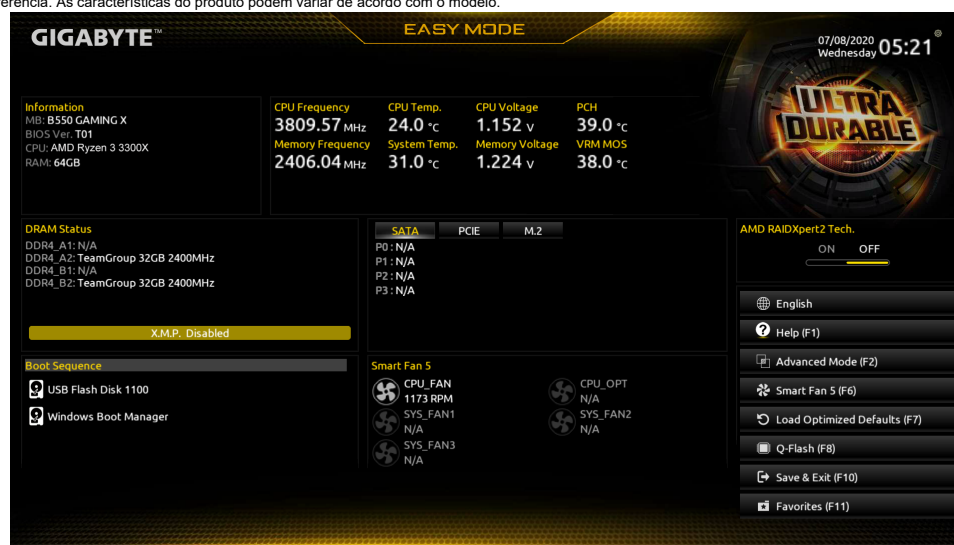 erência. As características do produto podem variar de acordo com o modelo.
GIGABYTE™
EASY MODE
07/08/2020
Wednesday
05:21
ULTRA
DURABLE
Information
MB: B550 GAMING X
BIOS Ver. T01
CPU: AMD Ryzen 3 3300X
RAM: 64GB
CPU Frequency CPU Temp. CPU Voltage PCH
3809.57 MHz 24.0 °C 1.152 V 39.0 °C
Memory Frequency System Temp. Memory Voltage VRM MOS
2406.04 MHz 31.0 °C 1.224 V 38.0 °C
DRAM Status
DDR4_A1: N/A
DDR4_A2: TeamGroup 32GB 2400MHz
DDR4_B1: N/A
DDR4_B2: TeamGroup 32GB 2400MHz
X.M.P. Disabled
SATA PCIE M.2
P0 : N/A
P1 : N/A
P2 : N/A
P3 : N/A
AMD RAIDXpert2 Tech.
ON OFF
Boot Sequence
USB Flash Disk 1100
Windows Boot Manager
Smart Fan 5
CPU_FAN
1173 RPM
CPU_OPT
N/A
SYS_FAN1
N/A
SYS_FAN2
N/A
SYS_FAN3
N/A
English
Help (F1)
Advanced Mode (F2)
Smart Fan 5 (F6)
Load Optimized Defaults (F7)
Q-Flash (F8)
Save & Exit (F10)
Favorites (F11)